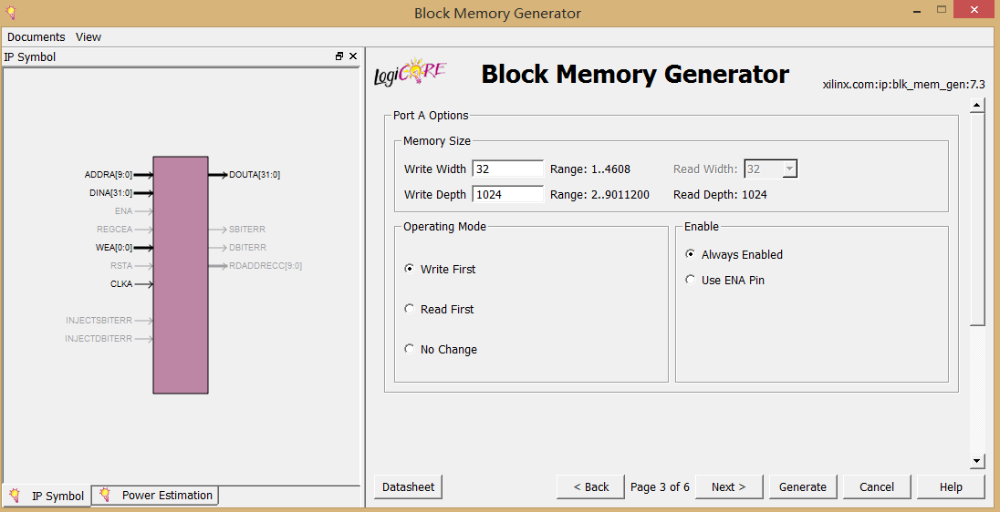 Block Memory Generator
Documents View
IP Symbol
ADDRA[9:0]
DOUTA[31:0]
DINA[31:0]
ENA
REGCEA
SBITERR
WEA[0:0]
DBITERR
RSTA
RDADDRECC[9:0]
CLKA
INJECTSBITERR
INJECTDBITERR
IP Symbol
Power Estimation
LogiCORE
Block Memory Generator
xilinx.com:ip:blk_mem_gen:7.3
Port A Options
Memory Size
Write Width 32 Range: 1..4608 Read Width: 32
Write Depth 1024 Range: 2..9011200 Read Depth: 1024
Operating Mode
Write First
Read First
No Change
Enable
Always Enabled
Use ENA Pin
Datasheet < Back Page 3 of 6 Next > Generate Cancel Help